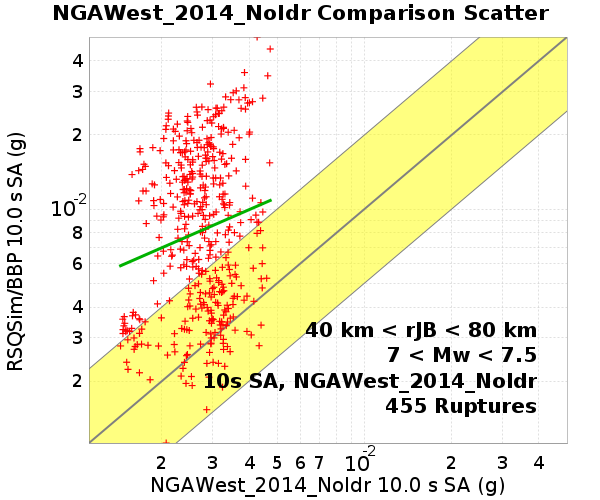 NGAWest_2014_NoIdr Comparison Scatter
RSQSim/BBP 10.0 s SA (g)
4
3
2
10⁻²
8
6
4
3
2
40 km < rJB < 80 km
7 < Mw < 7.5
10s SA, NGAWest_2014_NoIdr
455 Ruptures
2 3 4 5 6 7 10⁻² 2 3 4
NGAWest_2014_NoIdr 10.0 s SA (g)